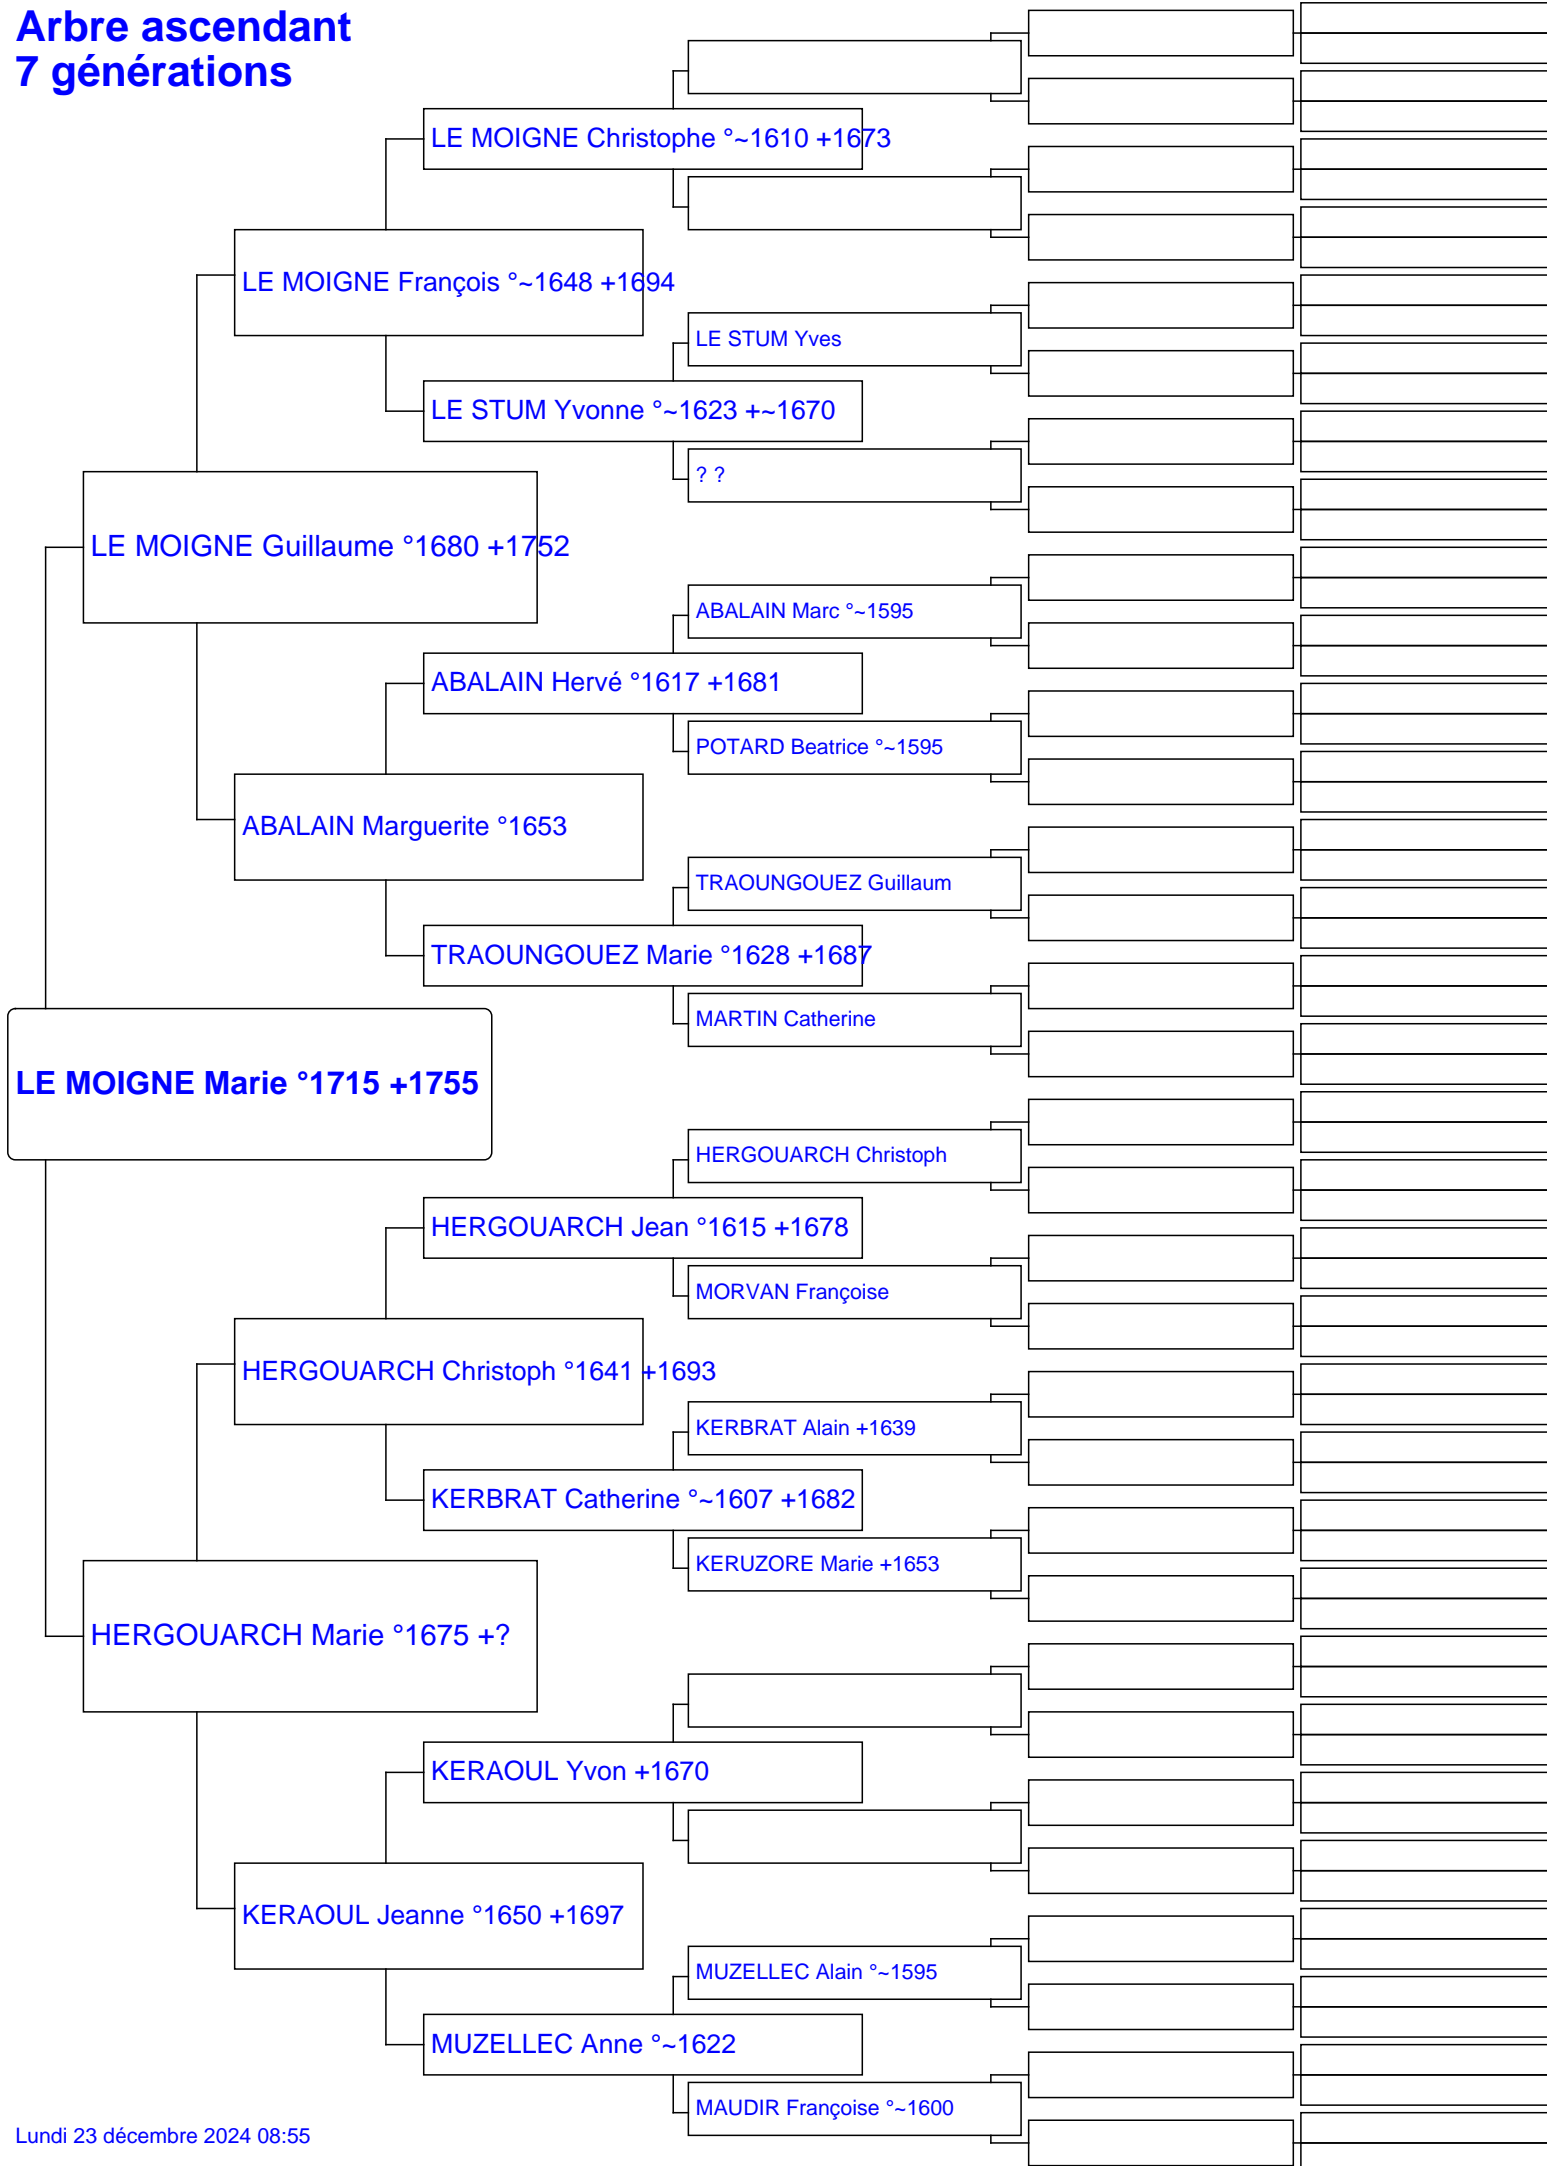 Arbre ascendant
7 générations
LE MOIGNE Christophe °~1610 +1673
LE MOIGNE François °~1648 +1694
LE STUM Yves
LE STUM Yvonne °~1623 +~1670
? ?
LE MOIGNE Guillaume °1680 +1752
ABALAIN Marc °~1595
ABALAIN Hervé °1617 +1681
POTARD Beatrice °~1595
ABALAIN Marguerite °1653
TRAOUNGOUEZ Guillaum
TRAOUNGOUEZ Marie °1628 +1687
MARTIN Catherine
LE MOIGNE Marie °1715 +1755
HERGOUARCH Christoph
HERGOUARCH Jean °1615 +1678
MORVAN Françoise
HERGOUARCH Christoph °1641 +1693
KERBRAT Alain +1639
KERBRAT Catherine °~1607 +1682
KERUZORE Marie +1653
HERGOUARCH Marie °1675 +?
KERAOUL Yvon +1670
KERAOUL Jeanne °1650 +1697
MUZELLEC Alain °~1595
MUZELLEC Anne °~1622
MAUDIR Françoise °~1600
Lundi 23 décembre 2024 08:55